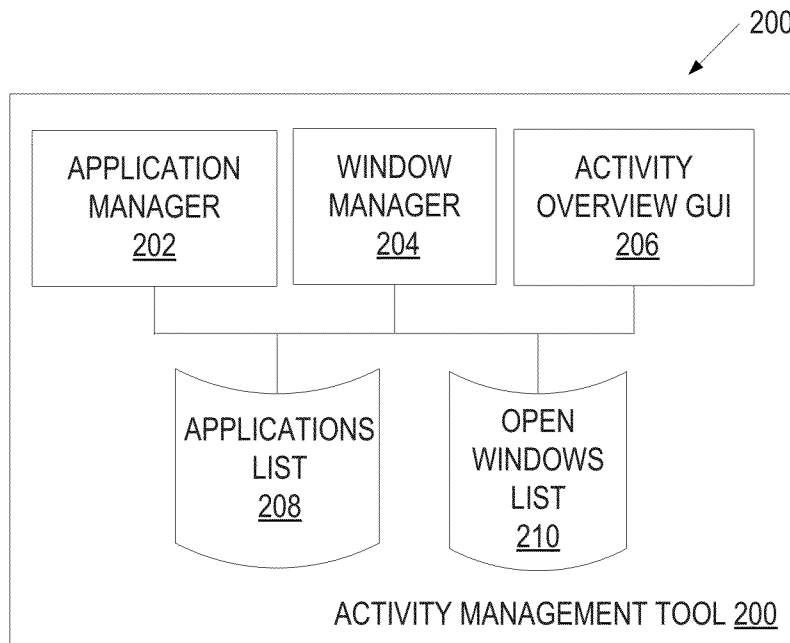 200
APPLICATION
MANAGER
202
WINDOW
MANAGER
204
ACTIVITY
OVERVIEW GUI
206
APPLICATIONS
LIST
208
OPEN
WINDOWS
LIST
210
ACTIVITY MANAGEMENT TOOL 200